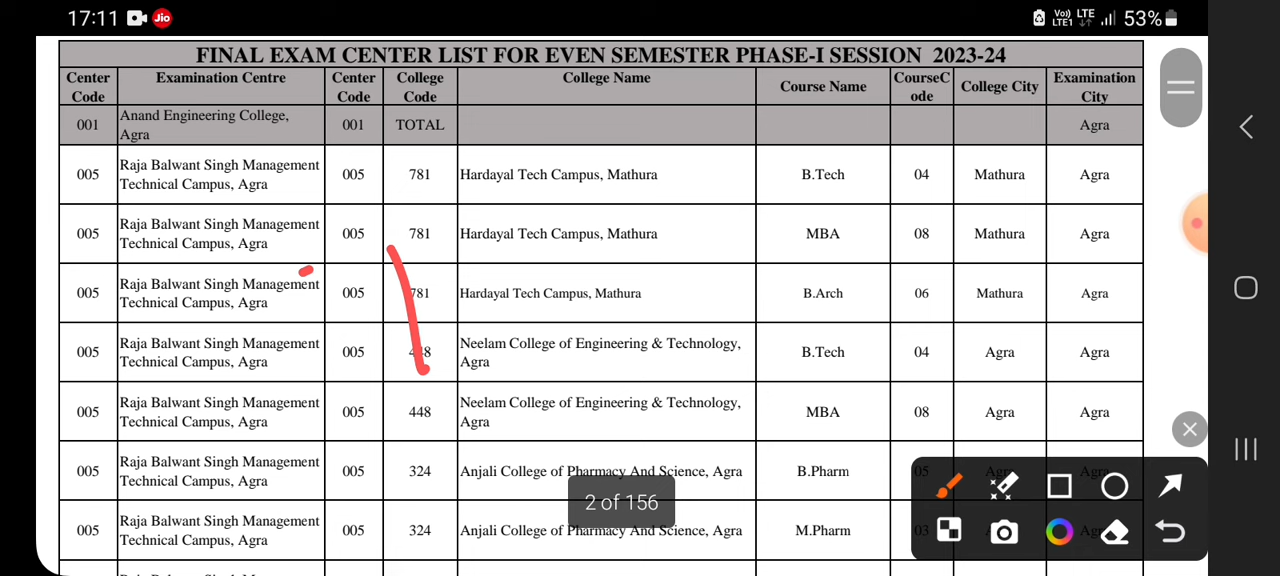 17:11 Jio Vo) LTE LTE1 53%
FINAL EXAM CENTER LIST FOR EVEN SEMESTER PHASE-I SESSION 2023-24
Center Code Examination Centre Center Code College Code College Name Course Name CourseC ode College City Examination City
001 Anand Engineering College, Agra 001 TOTAL Agra
005 Raja Balwant Singh Management Technical Campus, Agra 005 781 Hardayal Tech Campus, Mathura B.Tech 04 Mathura Agra
005 Raja Balwant Singh Management Technical Campus, Agra 005 781 Hardayal Tech Campus, Mathura MBA 08 Mathura Agra
005 Raja Balwant Singh Management Technical Campus, Agra 005 781 Hardayal Tech Campus, Mathura B.Arch 06 Mathura Agra
005 Raja Balwant Singh Management Technical Campus, Agra 005 448 Neelam College of Engineering & Technology, Agra B.Tech 04 Agra Agra
005 Raja Balwant Singh Management Technical Campus, Agra 005 448 Neelam College of Engineering & Technology, Agra MBA 08 Agra Agra
005 Raja Balwant Singh Management Technical Campus, Agra 005 324 Anjali College of Pharmacy And Science, Agra B.Pharm 05 Agra Agra
2 of 156
005 Raja Balwant Singh Management Technical Campus, Agra 005 324 Anjali College of Pharmacy And Science, Agra M.Pharm 03